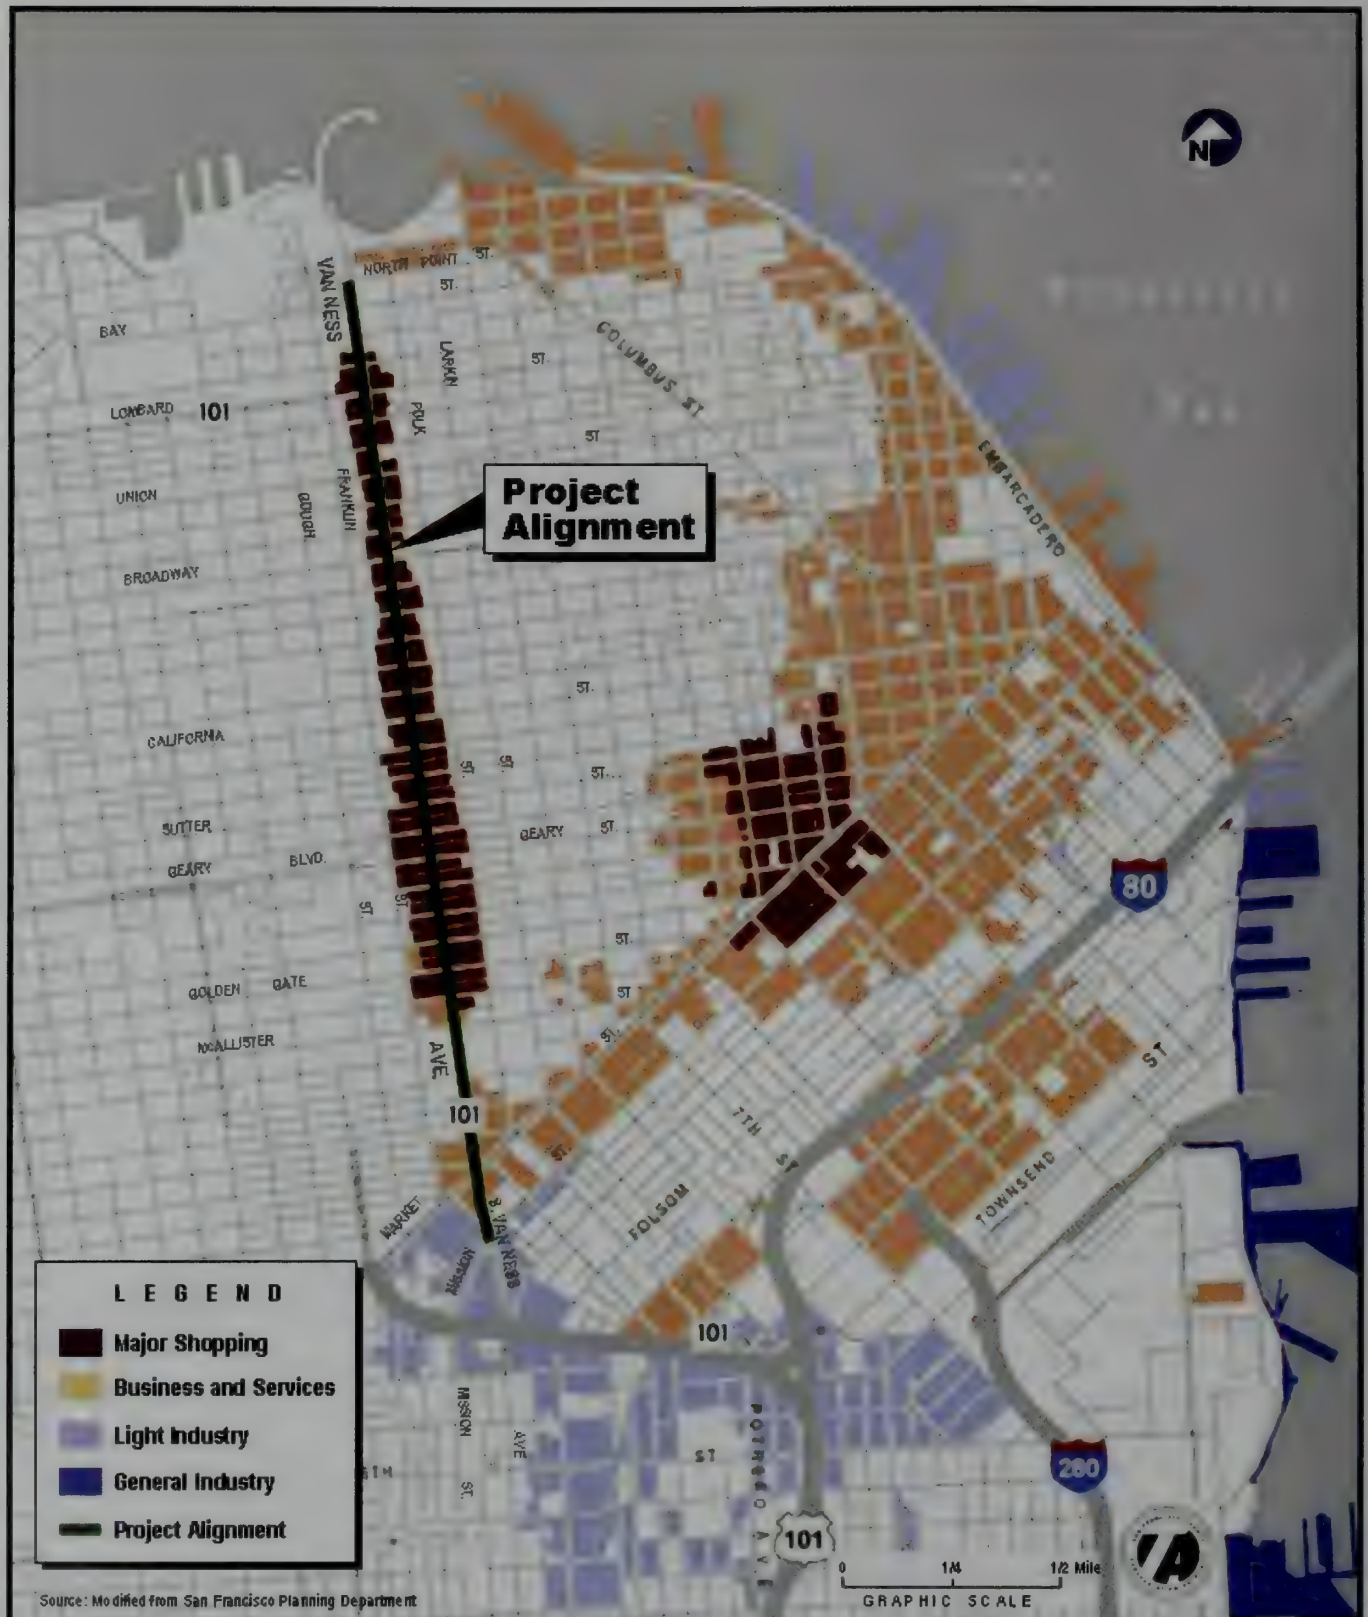 N
NORTH POINT ST.
ST.
VAN NESS
BAY
LARKIN
ST.
COLUMBUS ST
LOMBARD 101
POLK
ST
EMBARCADERO
UNION
GOUGH
FRANKLIN
Project
Alignment
BROADWAY
ST.
CALIFORNIA
ST.
ST.
ST.
SUTTER
GEARY ST.
GEARY BLVD.
80
ST.
ST.
ST.
GOLDEN GATE
ST
McALLISTER
ST.
AVE.
ST
101
7TH ST
ST.
TOWNSEND
FOLSOM
MARKET
S. VAN NESS
MISSION
LEGEND
Major Shopping
Business and Services
Light Industry
General Industry
Project Alignment
101
MISSION ST.
AVE
POTRERO AVE
ST
280
101
0 1/4 1/2 Mile
GRAPHIC SCALE
Source: Modified from San Francisco Planning Department